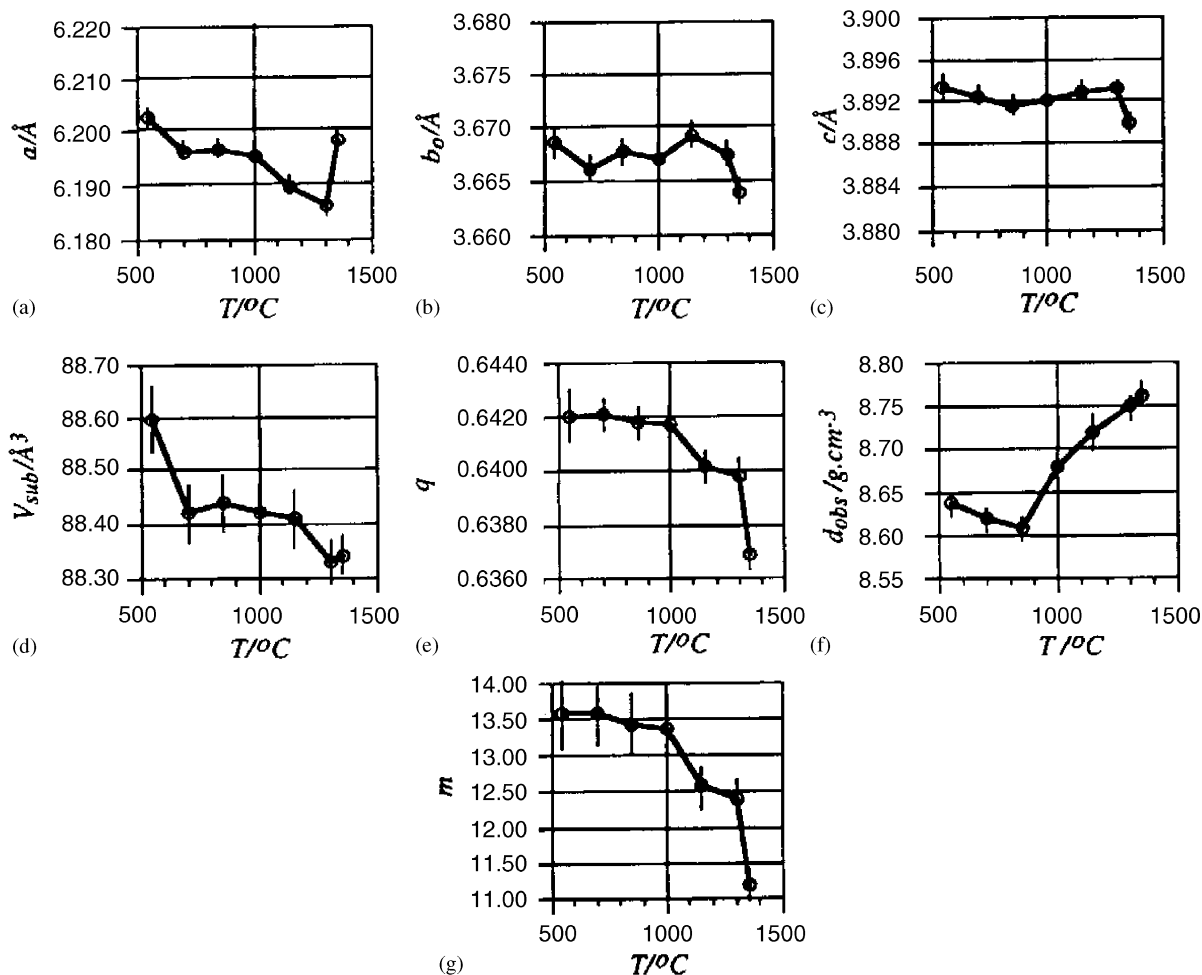 a/Å
6.220
6.210
6.200
6.190
6.180
500 1000 1500
(a) T/°C
b₀/Å
3.680
3.675
3.670
3.665
3.660
500 1000 1500
(b) T/°C
c/Å
3.900
3.896
3.892
3.888
3.884
3.880
500 1000 1500
(c) T/°C
V_sub/Å³
88.70
88.60
88.50
88.40
88.30
500 1000 1500
(d) T/°C
q
0.6440
0.6420
0.6400
0.6380
0.6360
500 1000 1500
(e) T/°C
d_obs/g.cm⁻³
8.80
8.75
8.70
8.65
8.60
8.55
500 1000 1500
(f) T/°C
m
14.00
13.50
13.00
12.50
12.00
11.50
11.00
500 1000 1500
(g) T/°C